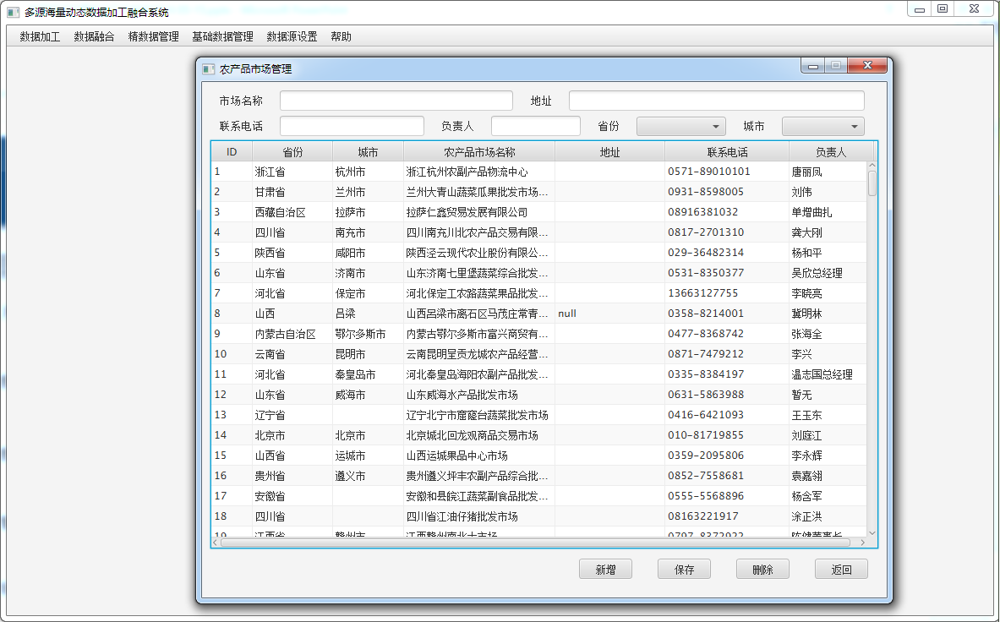 多源海量动态数据加工融合系统
数据加工 数据融合 精数据管理 基础数据管理 数据源设置 帮助
农产品市场管理
市场名称 地址
联系电话 负责人 省份 城市
ID 省份 城市 农产品市场名称 地址 联系电话 负责人
1 浙江省 杭州市 浙江杭州农副产品物流中心 0571-89010101 唐丽凤
2 甘肃省 兰州市 兰州大青山蔬菜瓜果批发市场... 0931-8598005 刘伟
3 西藏自治区 拉萨市 拉萨仁鑫贸易发展有限公司 08916381032 单增曲扎
4 四川省 南充市 四川南充川北农产品交易有限... 0817-2701310 龚大刚
5 陕西省 咸阳市 陕西泾云现代农业股份有限公... 029-36482314 杨和平
6 山东省 济南市 山东济南七里堡蔬菜综合批发... 0531-8350377 吴欣总经理
7 河北省 保定市 河北保定工农路蔬菜果品批发... 13663127755 李晓亮
8 山西 吕梁 山西吕梁市离石区马茂庄常青... null 0358-8214001 冀明林
9 内蒙古自治区 鄂尔多斯市 内蒙古鄂尔多斯市富兴商贸有... 0477-8368742 张海全
10 云南省 昆明市 云南昆明呈贡龙城农产品经营... 0871-7479212 李兴
11 河北省 秦皇岛市 河北秦皇岛海阳农副产品批发... 0335-8384197 温志国总经理
12 山东省 威海市 山东威海水产品批发市场 0631-5863988 暂无
13 辽宁省 辽宁北宁市窟窿台蔬菜批发市场 0416-6421093 王玉东
14 北京市 北京市 北京城北回龙观商品交易市场 010-81719855 刘庭江
15 山西省 运城市 山西运城果品中心市场 0359-2095806 李永辉
16 贵州省 遵义市 贵州遵义坪丰农副产品综合批... 0852-7558681 袁嘉翎
17 安徽省 安徽和县皖江蔬菜副食品批发... 0555-5568896 杨含军
18 四川省 四川省江油仔猪批发市场 08163221917 涂正洪
19 江西省 赣州市 江西赣州南北大市场 0797-8372922 陈健董事长
新增 保存 删除 返回